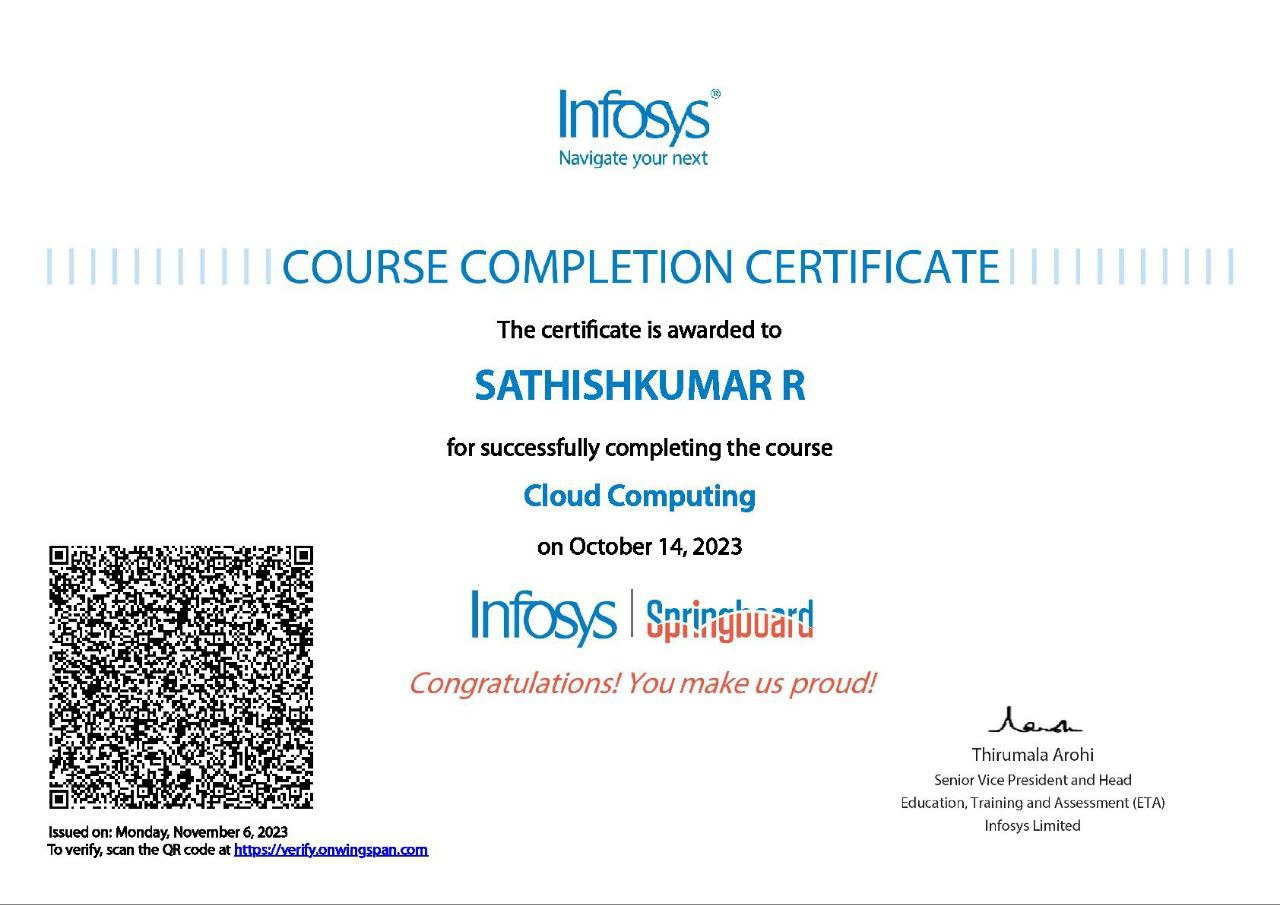 Infosys®
Navigate your next
COURSE COMPLETION CERTIFICATE
The certificate is awarded to
SATHISHKUMAR R
for successfully completing the course
Cloud Computing
on October 14, 2023
Infosys | Springboard
Congratulations! You make us proud!
Thirumala Arohi
Senior Vice President and Head
Education, Training and Assessment (ETA)
Infosys Limited
Issued on: Monday, November 6, 2023
To verify, scan the QR code at https://verify.onwingspan.com